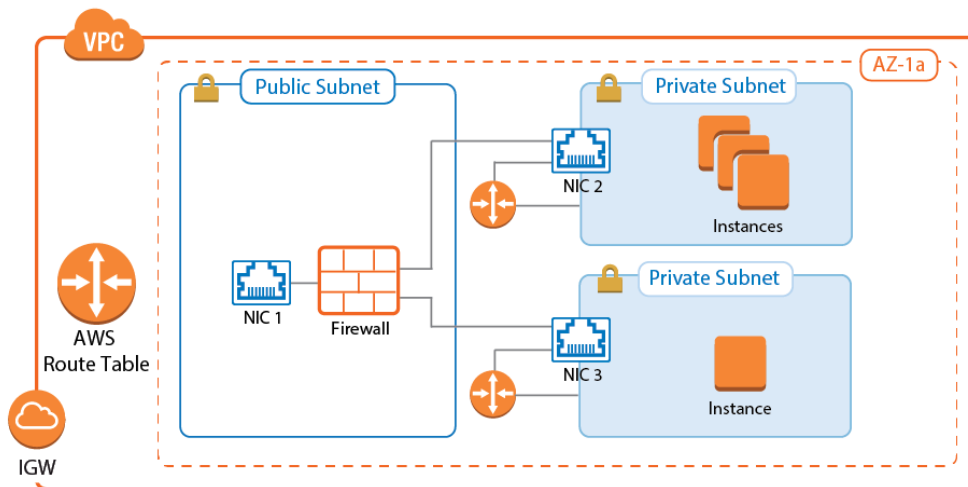 VPC
AZ-1a
Public Subnet
Private Subnet
NIC 2
Instances
NIC 1
Firewall
AWS
Route Table
Private Subnet
NIC 3
Instance
IGW